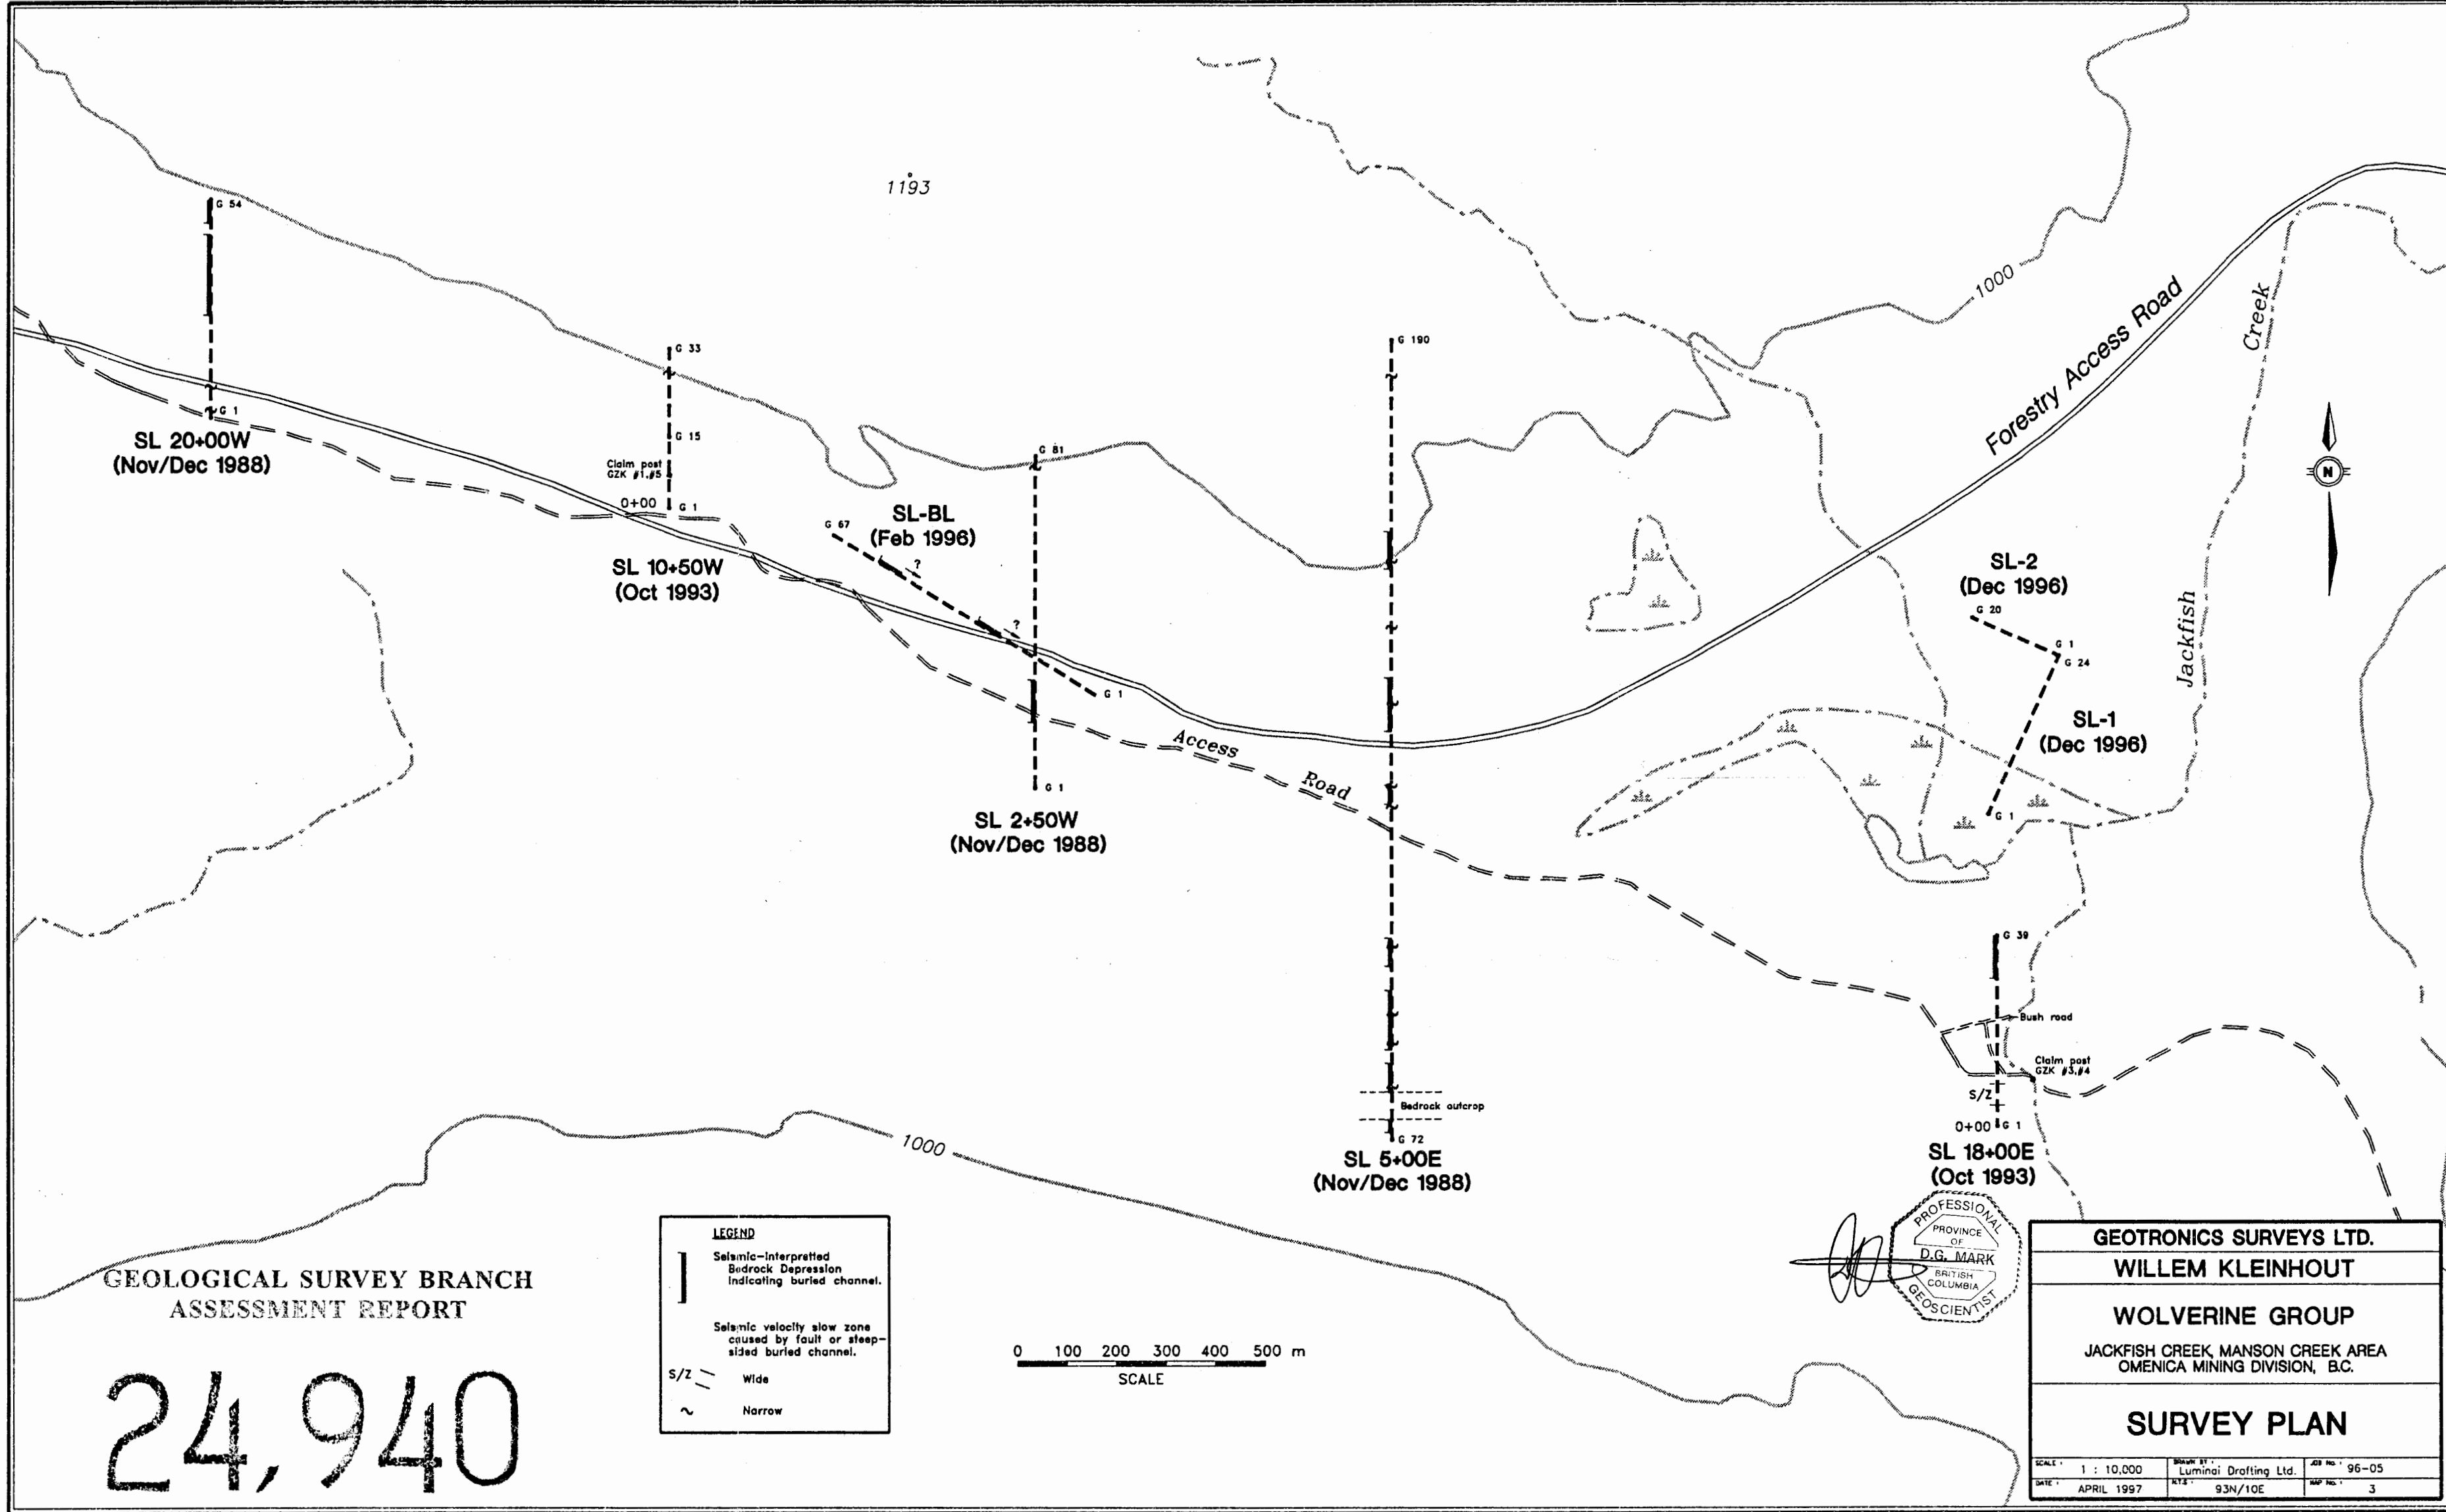 1193
G 54
G 1
SL 20+00W
(Nov/Dec 1988)
G 33
G 15
Claim post
GZK #1,#5
0+00
G 1
SL 10+50W
(Oct 1993)
G 67
SL-BL
(Feb 1996)
?
?
G 1
G 81
G 1
SL 2+50W
(Nov/Dec 1988)
G 190
Bedrock outcrop
G 72
SL 5+00E
(Nov/Dec 1988)
Access
Road
1000
Forestry Access Road
Creek
Jackfish
N
SL-2
(Dec 1996)
G 20
G 1
G 24
SL-1
(Dec 1996)
G 1
G 39
Bush road
Claim post
GZK #3,#4
S/Z
0+00
G 1
SL 18+00E
(Oct 1993)
1000
GEOLOGICAL SURVEY BRANCH
ASSESSMENT REPORT
24,940
LEGEND
Seismic-Interpretted
Bedrock Depression
Indicating buried channel.
Seismic velocity slow zone
caused by fault or steep-
sided buried channel.
S/Z
Wide
~
Narrow
0 100 200 300 400 500 m
SCALE
PROFESSIONAL
PROVINCE
OF
D.G. MARK
BRITISH
COLUMBIA
GEOSCIENTIST
GEOTRONICS SURVEYS LTD.
WILLEM KLEINHOUT
WOLVERINE GROUP
JACKFISH CREEK, MANSON CREEK AREA
OMENICA MINING DIVISION, B.C.
SURVEY PLAN
SCALE : 1 : 10,000
DRAWN BY : Luminai Drafting Ltd.
JOB No. : 96-05
DATE : APRIL 1997
N.T.S. : 93N/10E
MAP No. : 3